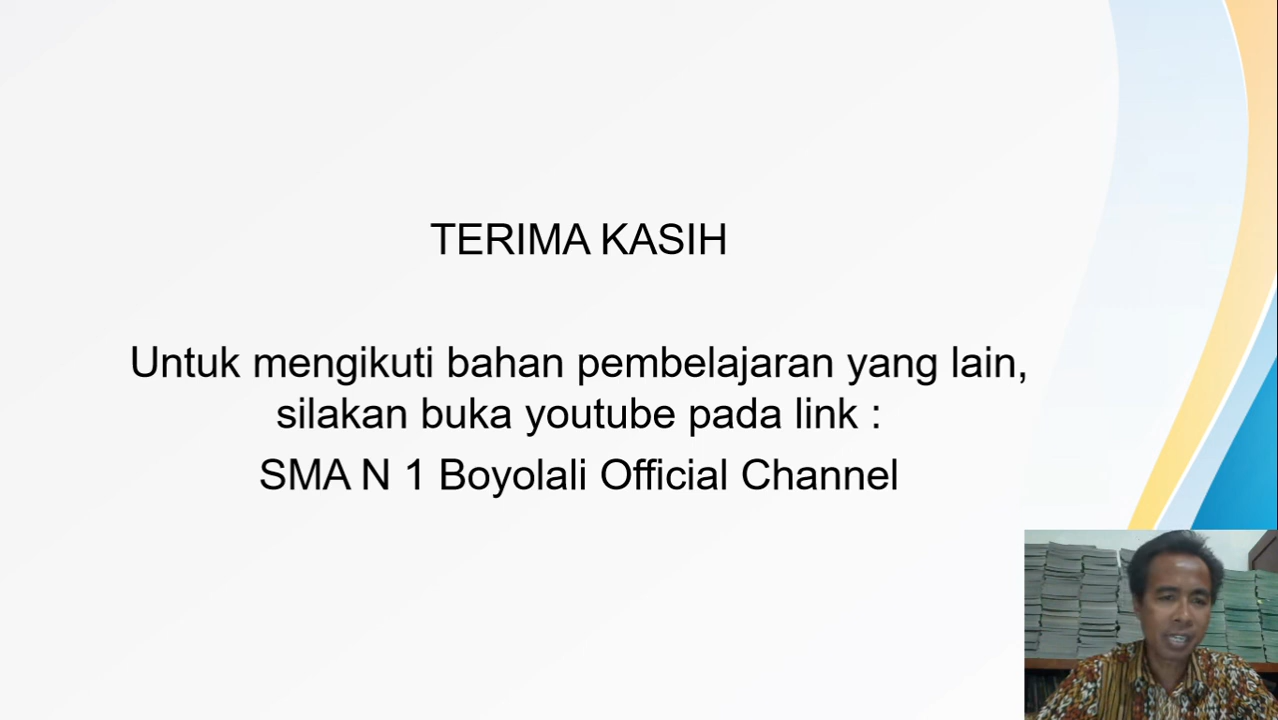 TERIMA KASIH
Untuk mengikuti bahan pembelajaran yang lain,
silakan buka youtube pada link :
SMA N 1 Boyolali Official Channel